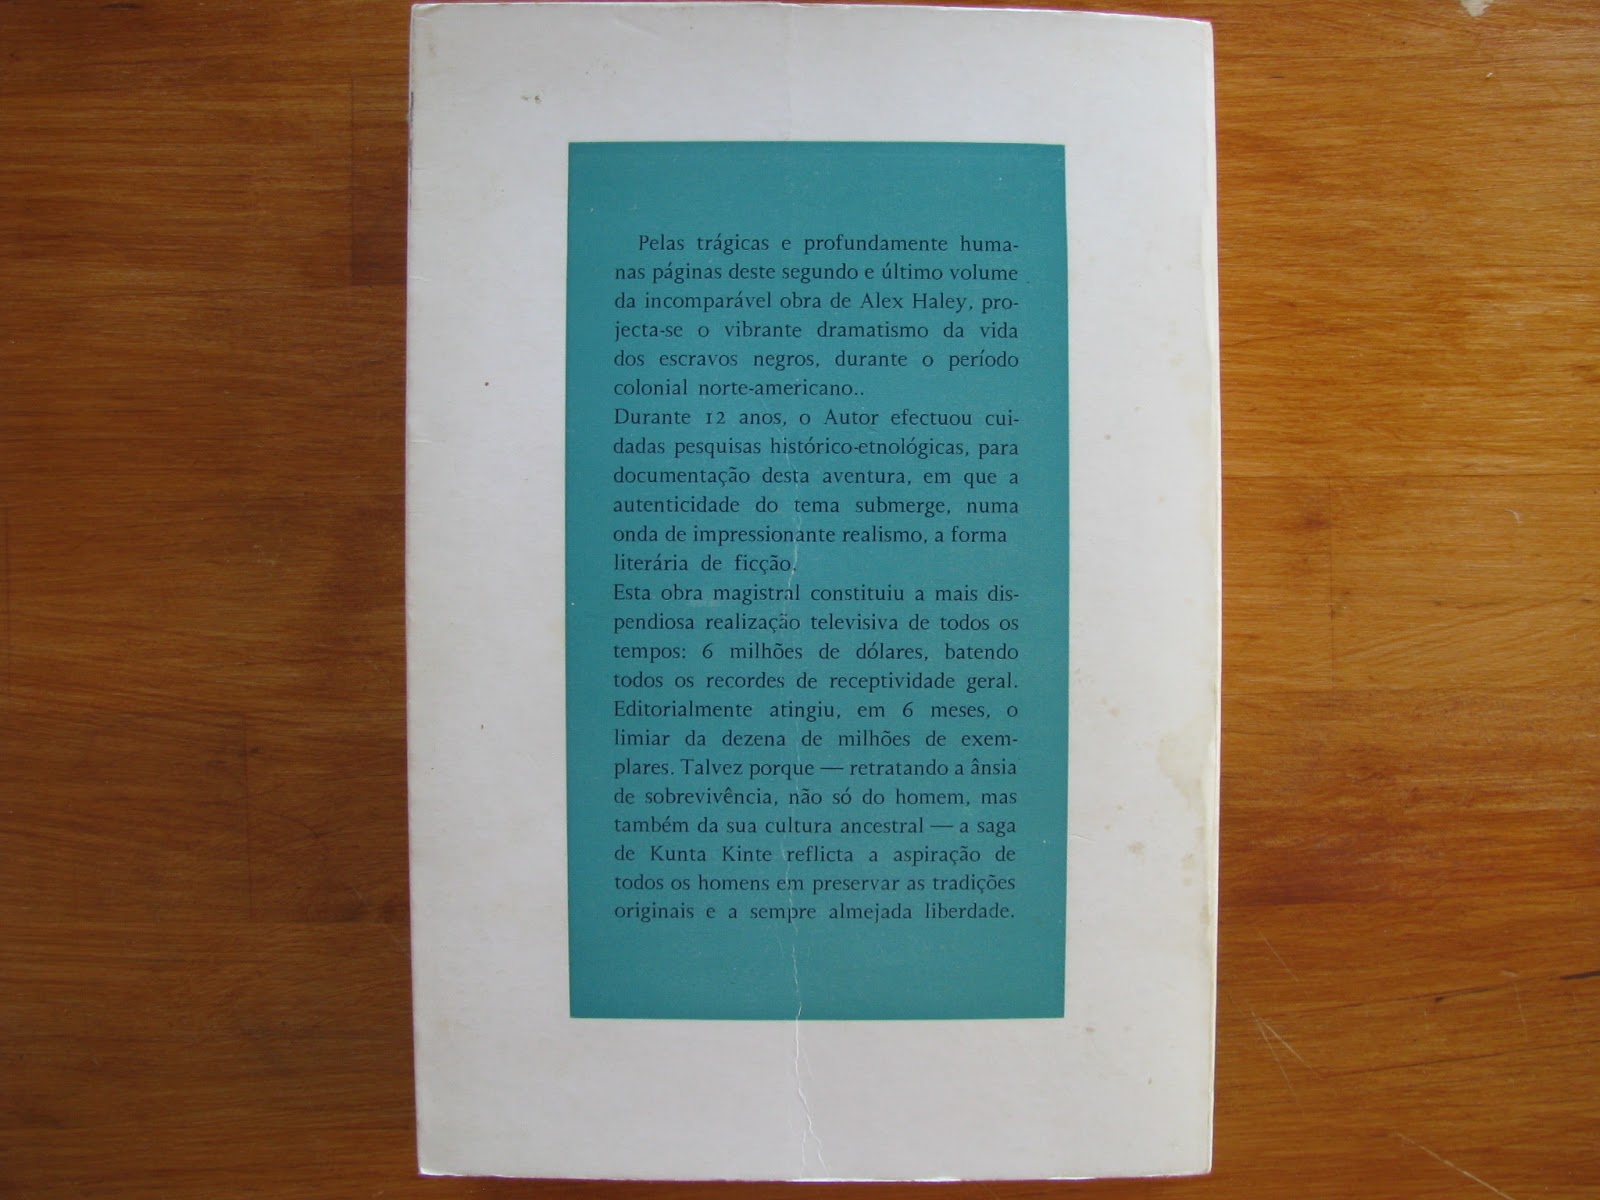 Pelas trágicas e profundamente huma-
nas páginas deste segundo e último volume
da incomparável obra de Alex Haley, pro-
jecta-se o vibrante dramatismo da vida
dos escravos negros, durante o período
colonial norte-americano..
Durante 12 anos, o Autor efectuou cui-
dadas pesquisas histórico-etnológicas, para
documentação desta aventura, em que a
autenticidade do tema submerge, numa
onda de impressionante realismo, a forma
literária de ficção.
Esta obra magistral constituiu a mais dis-
pendiosa realização televisiva de todos os
tempos: 6 milhões de dólares, batendo
todos os recordes de receptividade geral.
Editorialmente atingiu, em 6 meses, o
limiar da dezena de milhões de exem-
plares. Talvez porque — retratando a ânsia
de sobrevivência, não só do homem, mas
também da sua cultura ancestral — a saga
de Kunta Kinte reflicta a aspiração de
todos os homens em preservar as tradições
originais e a sempre almejada liberdade.